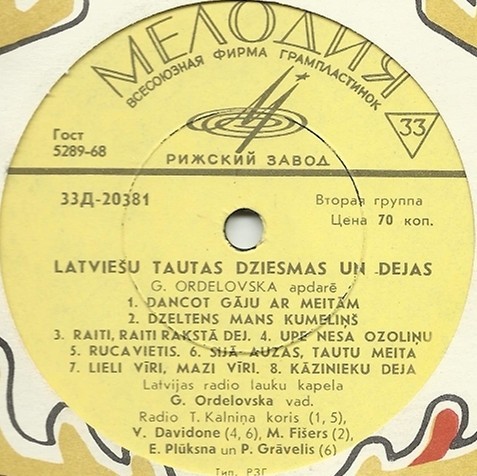 МЕЛОДИЯ
ВСЕСОЮЗНАЯ ФИРМА ГРАМПЛАСТИНОК
Гост
5289-68
33
РИЖСКИЙ ЗАВОД
33Д-20381
Вторая группа
Цена 70 коп.
LATVIEŠU TAUTAS DZIESMAS UN DEJAS
G. ORDELOVSKA apdarē
1. DANCOT GĀJU AR MEITĀM
2. DZELTENS MANS KUMELIŅŠ
3. RAITI, RAITI RAKSTĀ DEJ. 4. UPE NESA OZOLIŅU
5. RUCAVIETIS. 6. SIJĀ AUZAS, TAUTU MEITA
7. LIELI VĪRI, MAZI VĪRI. 8. KĀZINIEKU DEJA
Latvijas radio lauku kapela
G. Ordelovska vad.
Radio T. Kalniņa koris (1, 5),
V. Davidone (4, 6), M. Fišers (2),
E. Plūksna un P. Grāvelis (6)
Тип. РЗГ